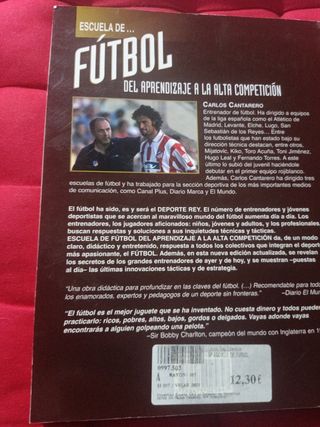 ESCUELA DE...
FÚTBOL
DEL APRENDIZAJE A LA ALTA COMPETICIÓN
CARLOS CANTARERO
Entrenador de fútbol. Ha dirigido a equipos
de la liga española como el Atlético de
Madrid, Levante, Elche, Lugo, San
Sebastián de los Reyes... Entre
los futbolistas que han estado bajo su
dirección técnica destacan, entre otros,
Mijatovic, Kiko, Toro Acuña, Toni Jiménez,
Hugo Leal y Fernando Torres. A este
último lo subió del juvenil haciéndole
debutar en el primer equipo rojiblanco.
Además, Carlos Cantarero ha dirigido tres
escuelas de fútbol y ha trabajado para la sección deportiva de los más importantes medios
de comunicación, como Canal Plus, Diario Marca y El Mundo.
El fútbol ha sido, es y será el DEPORTE REY. El número de entrenadores y jóvenes
deportistas que se acercan al maravilloso mundo del fútbol aumenta día a día. Los
entrenadores, los jugadores aficionados: niños, jóvenes y adultos, y los profesionales,
buscan respuestas y soluciones a sus inquietudes técnicas y tácticas.
ESCUELA DE FÚTBOL DEL APRENDIZAJE A LA ALTA COMPETICIÓN da, de un modo
claro, didáctico y entretenido, respuesta a todos los colectivos que integran el deporte
más apasionante, el FÚTBOL. Además, en esta nueva edición actualizada, se revelan
los secretos de los grandes entrenadores de ayer y de hoy, y se muestran –puestas
al día– las últimas innovaciones tácticas y de estrategia.
"Una obra didáctica para profundizar en las claves del fútbol. (...) Recomendable para todos
los enamorados, expertos y pedagogos de un deporte sin fronteras."
–Diario El M
"El fútbol es el mejor juguete que se ha inventado. No cuesta dinero y todos pueden
practicarlo: ricos, pobres, altos, bajos, gordos o delgados. Vayas adonde vayas
encontrarás a alguien golpeando una pelota."
–Sir Bobby Charlton, campeón del mundo con Inglaterra en 1
0997503
A
12,30€